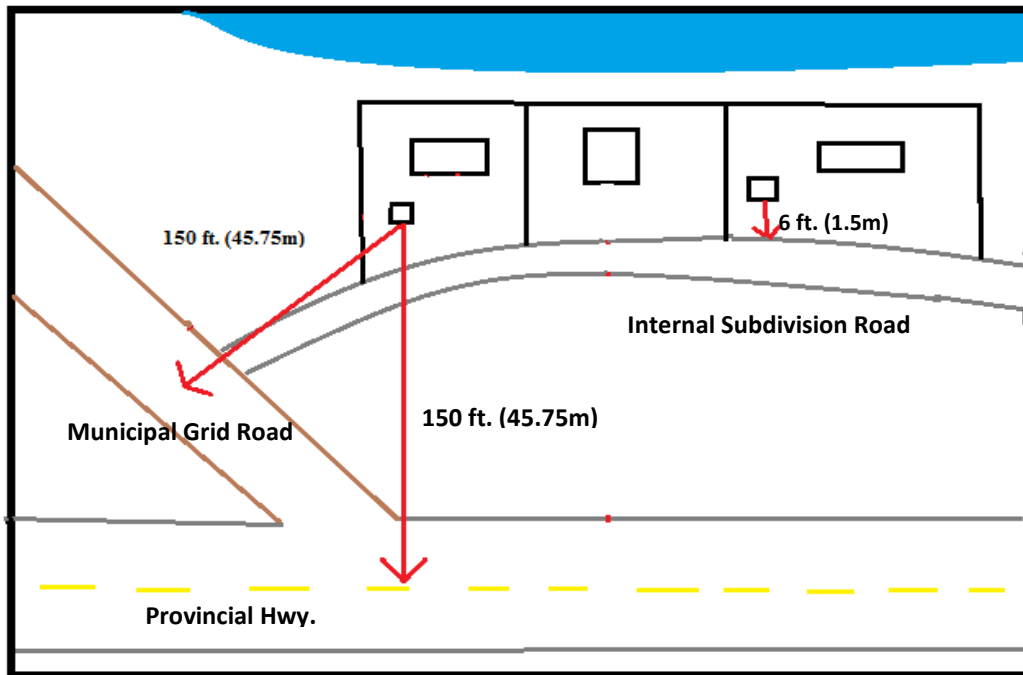 150 ft. (45.75m)
6 ft. (1.5m)
Internal Subdivision Road
150 ft. (45.75m)
Municipal Grid Road
Provincial Hwy.